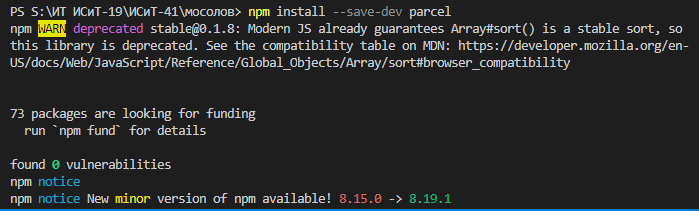 PS S:\ИТ ИСиТ-19\ИСиТ-41\мосолов> npm install --save-dev parcel
npm WARN deprecated stable@0.1.8: Modern JS already guarantees Array#sort() is a stable sort, so
this library is deprecated. See the compatibility table on MDN: https://developer.mozilla.org/en-
US/docs/Web/JavaScript/Reference/Global_Objects/Array/sort#browser_compatibility
73 packages are looking for funding
run `npm fund` for details
found 0 vulnerabilities
npm notice
npm notice New minor version of npm available! 8.15.0 -> 8.19.1